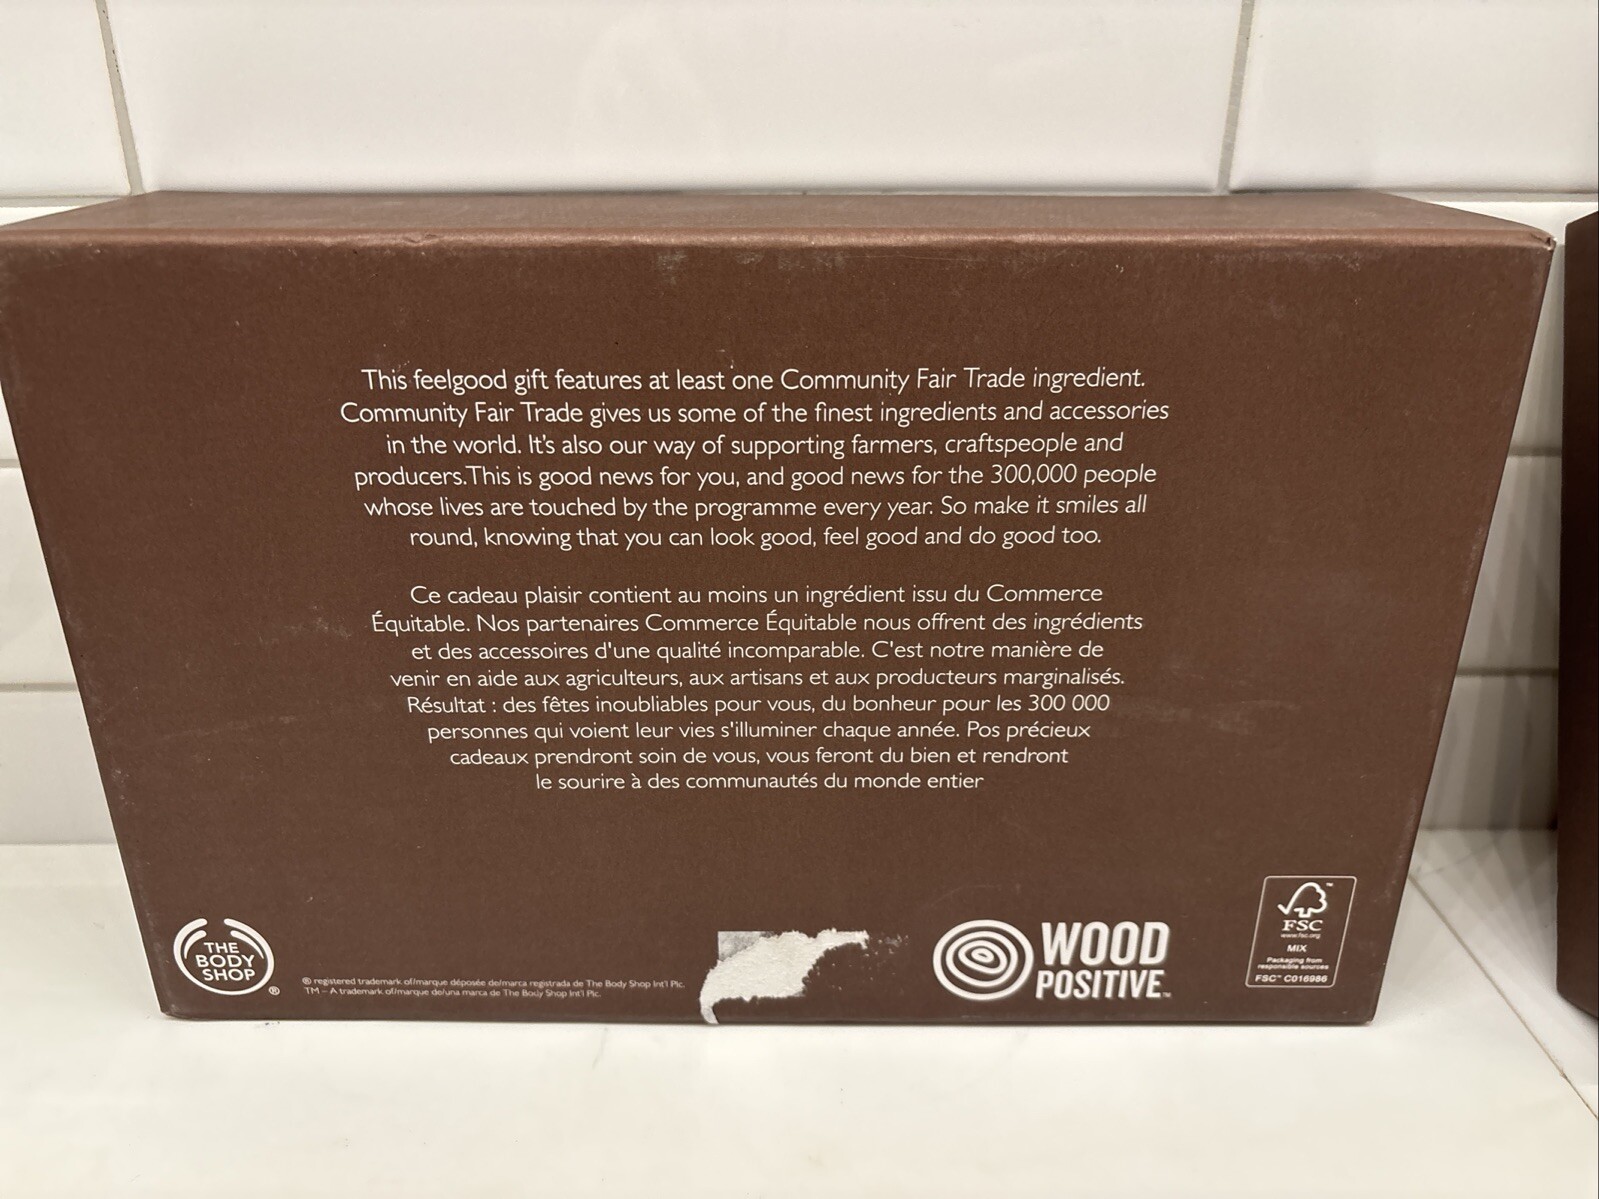 This feelgood gift features at least one Community Fair Trade ingredient.
Community Fair Trade gives us some of the finest ingredients and accessories
in the world. It's also our way of supporting farmers, craftspeople and
producers.This is good news for you, and good news for the 300,000 people
whose lives are touched by the programme every year. So make it smiles all
round, knowing that you can look good, feel good and do good too.
Ce cadeau plaisir contient au moins un ingrédient issu du Commerce
Équitable. Nos partenaires Commerce Équitable nous offrent des ingrédients
et des accessoires d'une qualité incomparable. C'est notre manière de
venir en aide aux agriculteurs, aux artisans et aux producteurs marginalisés.
Résultat : des fêtes inoubliables pour vous, du bonheur pour les 300 000
personnes qui voient leur vies s'illuminer chaque année. Pos précieux
cadeaux prendront soin de vous, vous feront du bien et rendront
le sourire à des communautés du monde entier
THE
BODY
SHOP
®
® registered trademark of/marque déposée de/marca registrada de The Body Shop Int'l Plc.
TM – A trademark of/marque de/una marca de The Body Shop Int'l Plc.
WOOD
POSITIVE™
FSC™
www.fsc.org
MIX
Packaging from
responsible sources
FSC™ C016986